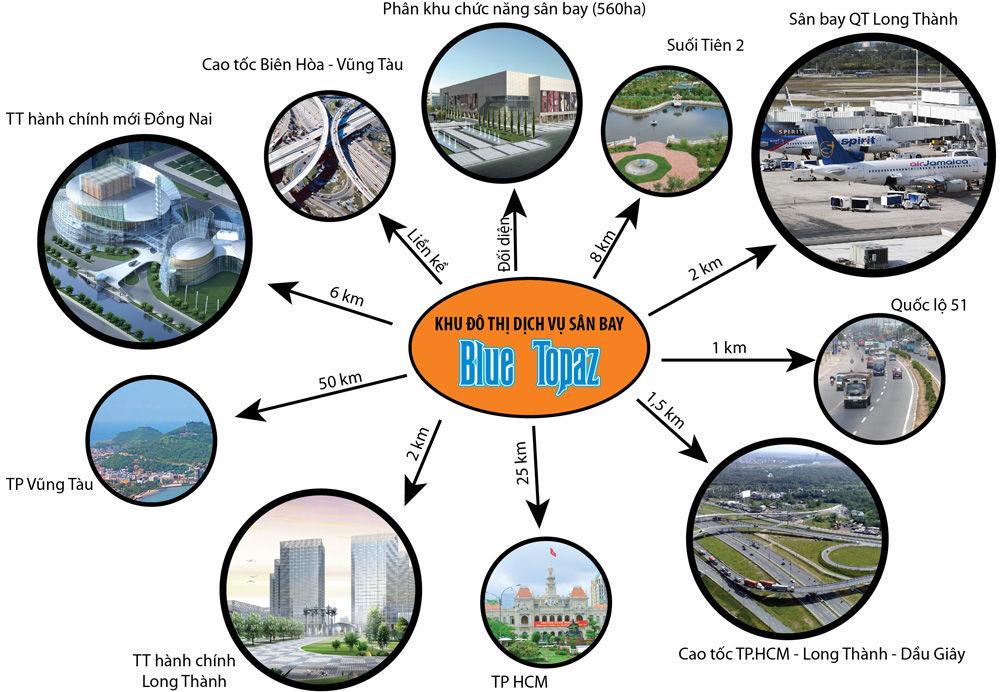 Phân khu chức năng sân bay (560ha)
Sân bay QT Long Thành
Suối Tiên 2
Cao tốc Biên Hòa - Vũng Tàu
TT hành chính mới Đồng Nai
spirit
SPIRIT
airJamaica
Liền kề
Đối diện
8 km
2 km
6 km
Quốc lộ 51
KHU ĐÔ THỊ DỊCH VỤ SÂN BAY
Blue Topaz
1 km
50 km
1,5 km
2 km
25 km
TP Vũng Tàu
TT hành chính
Long Thành
TP HCM
Cao tốc TP.HCM - Long Thành - Dầu Giây